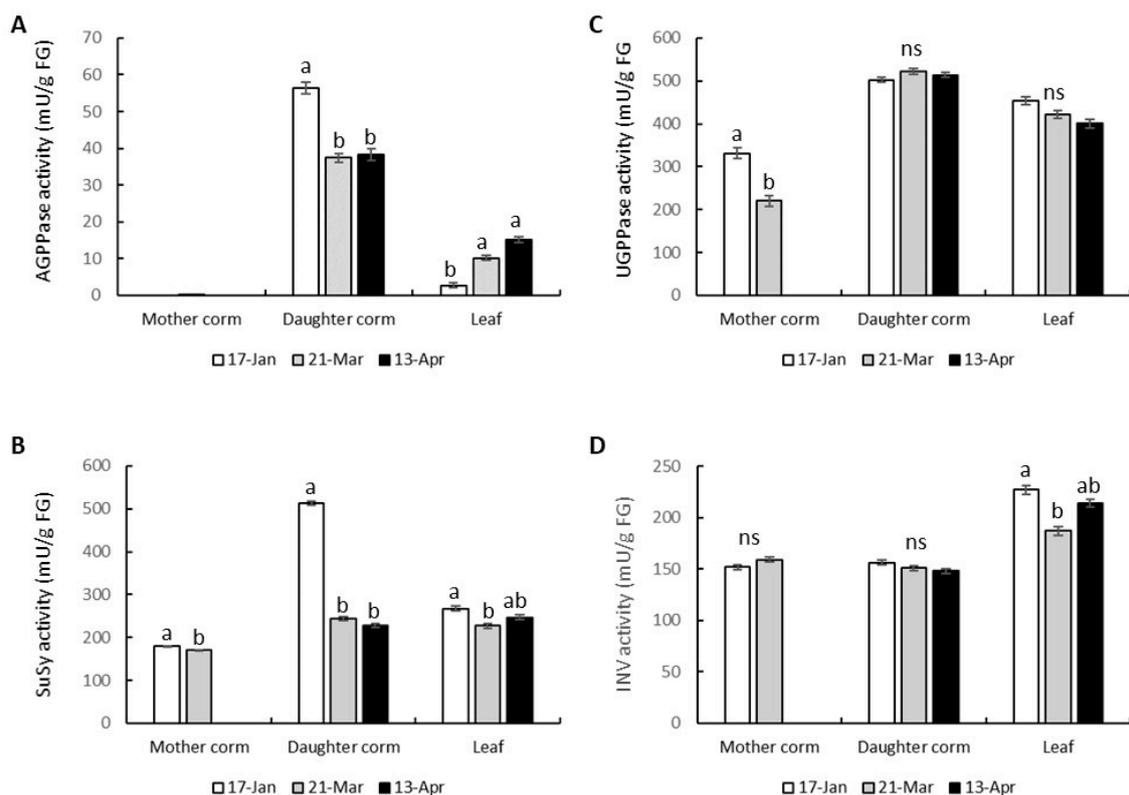 A
AGPPase activity (mU/g FG)
70
60
50
40
30
20
10
0
a
b
b
b
a
a
Mother corm
Daughter corm
Leaf
17-Jan
21-Mar
13-Apr
C
UGPPase activity (mU/g FG)
600
500
400
300
200
100
0
a
b
ns
ns
Mother corm
Daughter corm
Leaf
17-Jan
21-Mar
13-Apr
B
SuSy activity (mU/g FG)
600
500
400
300
200
100
0
a
b
a
b
b
a
b
ab
Mother corm
Daughter corm
Leaf
17-Jan
21-Mar
13-Apr
D
INV activity (mU/g FG)
250
200
150
100
50
0
ns
ns
a
b
ab
Mother corm
Daughter corm
Leaf
17-Jan
21-Mar
13-Apr